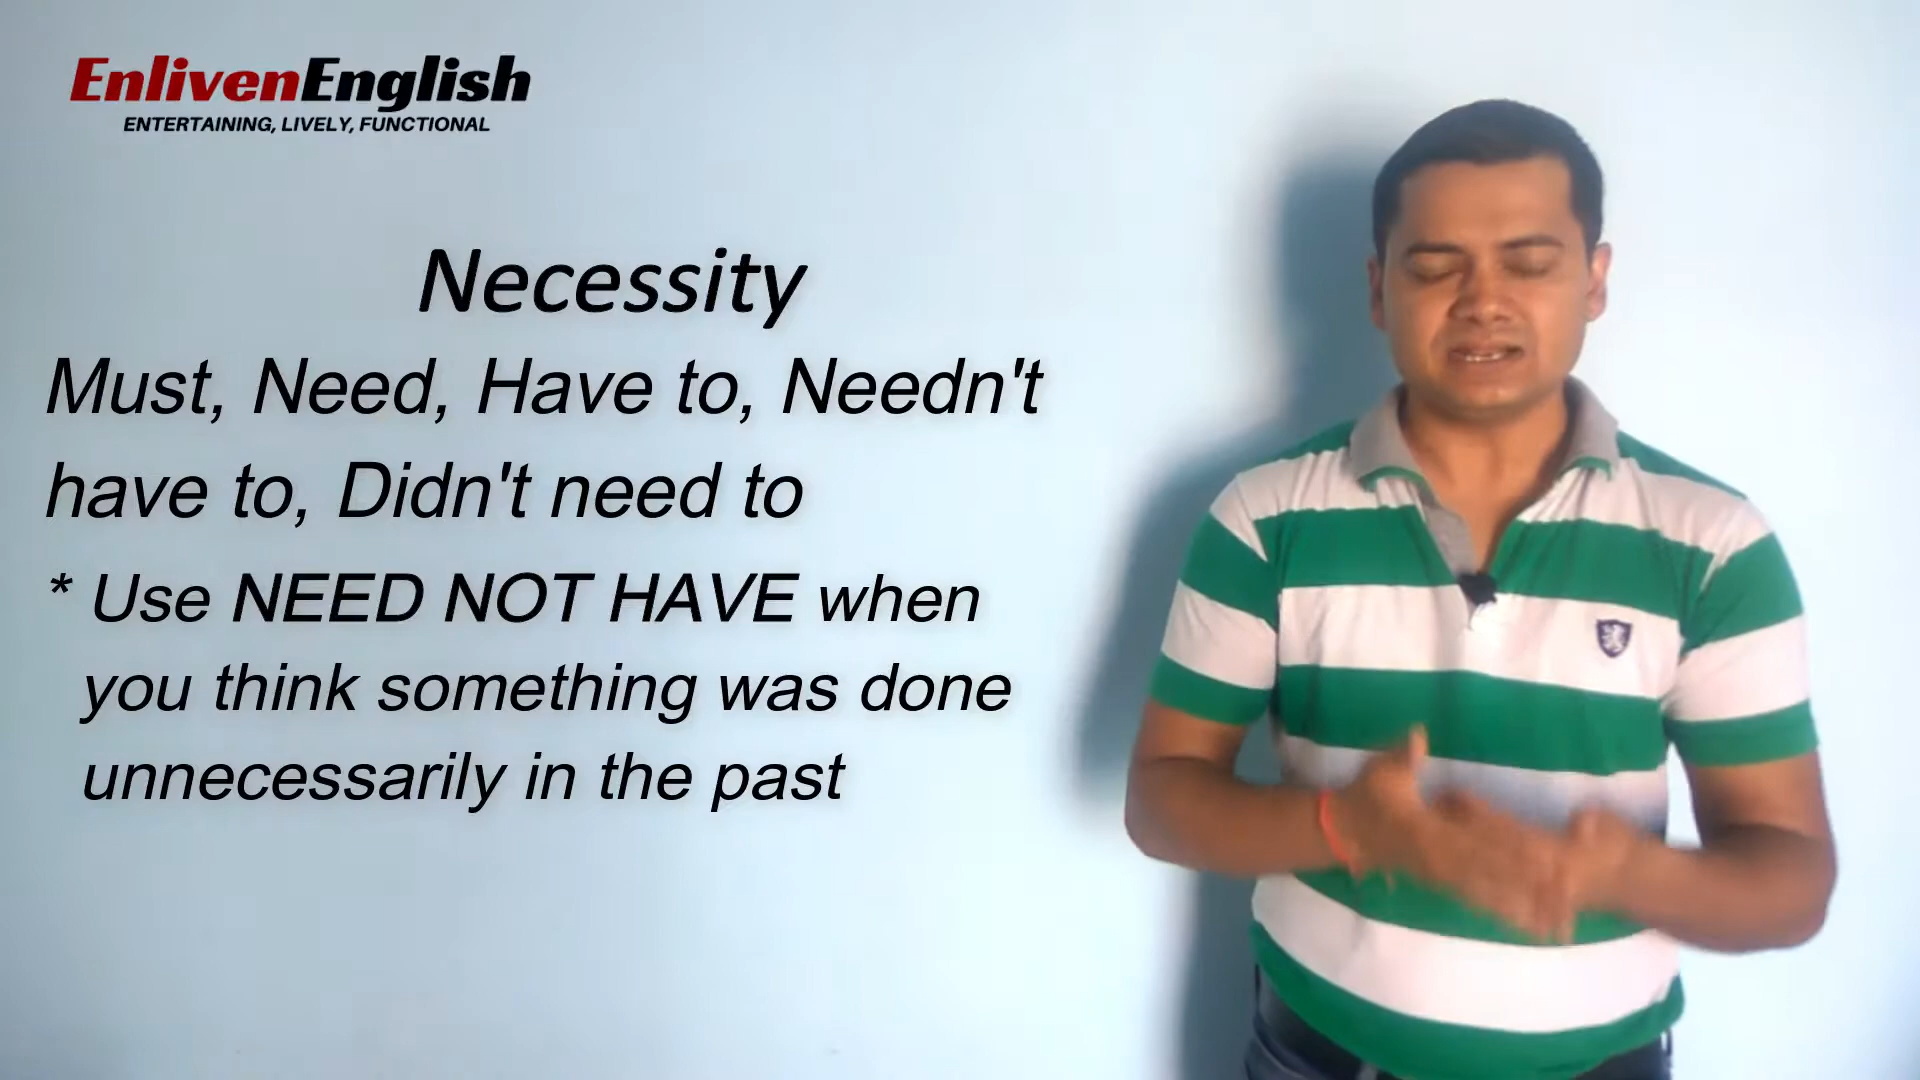 EnlivenEnglish
ENTERTAINING, LIVELY, FUNCTIONAL
Necessity
Must, Need, Have to, Needn't
have to, Didn't need to
* Use NEED NOT HAVE when
you think something was done
unnecessarily in the past